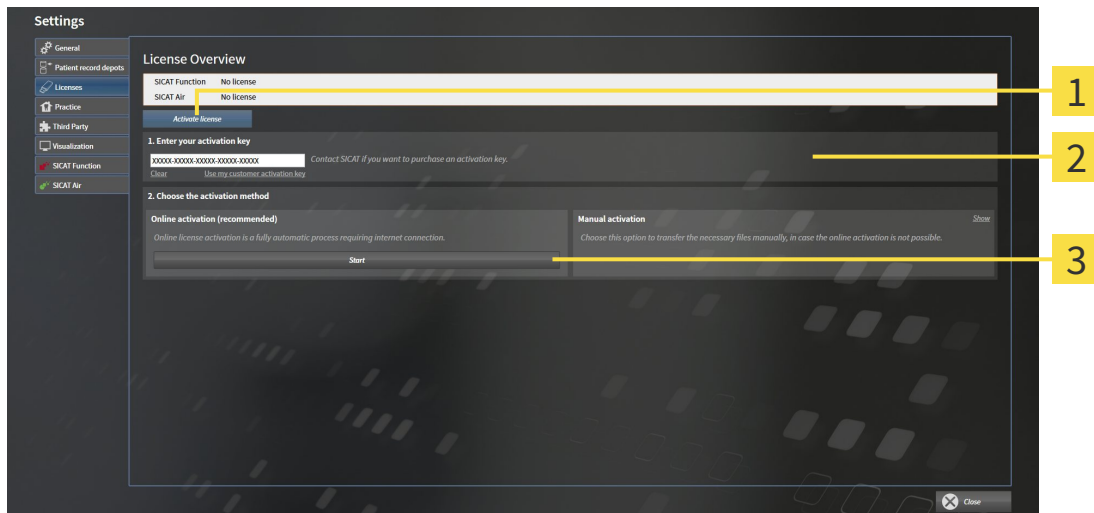 Settings
General
Patient record depots
Licenses
Practice
Third Party
Visualization
SICAT Function
SICAT Air
License Overview
SICAT Function No license
SICAT Air No license
Activate license
1. Enter your activation key
XXXXX-XXXXX-XXXXX-XXXXX-XXXXX Contact SICAT if you want to purchase an activation key.
Clear Use my customer activation key
2. Choose the activation method
Online activation (recommended)
Online license activation is a fully automatic process requiring internet connection.
Start
Manual activation Show
Choose this option to transfer the necessary files manually, in case the online activation is not possible.
Close
1
2
3